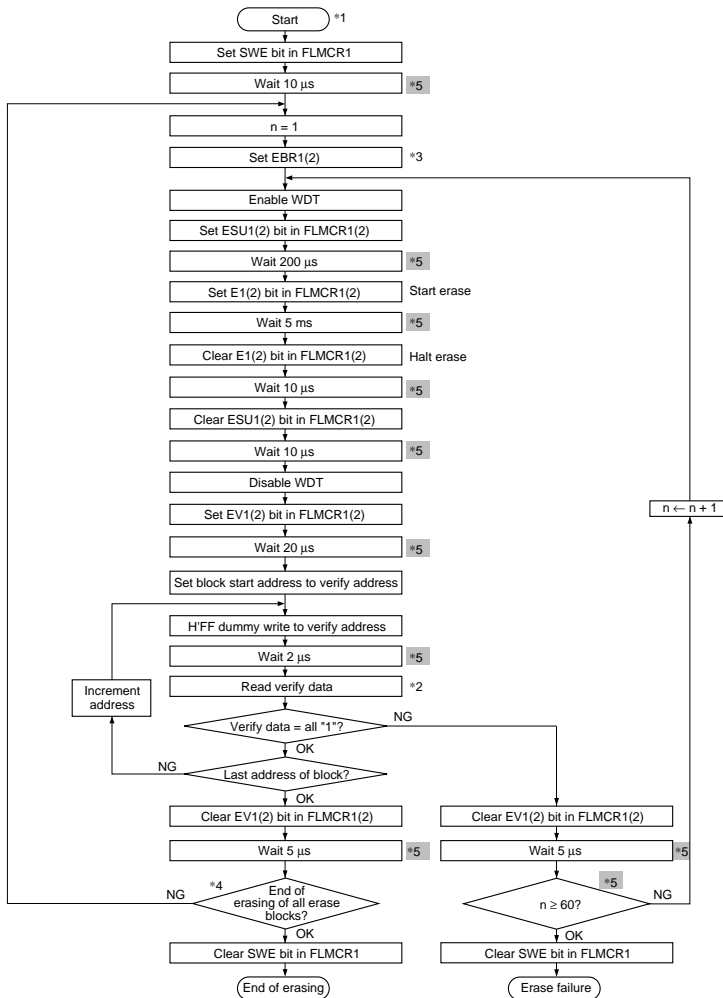 Start *1
Set SWE bit in FLMCR1
Wait 10 μs *5
n = 1
Set EBR1(2) *3
Enable WDT
Set ESU1(2) bit in FLMCR1(2)
Wait 200 μs *5
Set E1(2) bit in FLMCR1(2) Start erase
Wait 5 ms *5
Clear E1(2) bit in FLMCR1(2) Halt erase
Wait 10 μs *5
Clear ESU1(2) bit in FLMCR1(2)
Wait 10 μs *5
Disable WDT
Set EV1(2) bit in FLMCR1(2)
n ← n + 1
Wait 20 μs *5
Set block start address to verify address
H'FF dummy write to verify address
Wait 2 μs *5
Increment
address
Read verify data *2
Verify data = all "1"? NG
OK
NG Last address of block?
OK
Clear EV1(2) bit in FLMCR1(2) Clear EV1(2) bit in FLMCR1(2)
Wait 5 μs *5 Wait 5 μs *5
NG *4 End of
erasing of all erase
blocks?
*5
n ≥ 60? NG
OK OK
Clear SWE bit in FLMCR1 Clear SWE bit in FLMCR1
End of erasing Erase failure